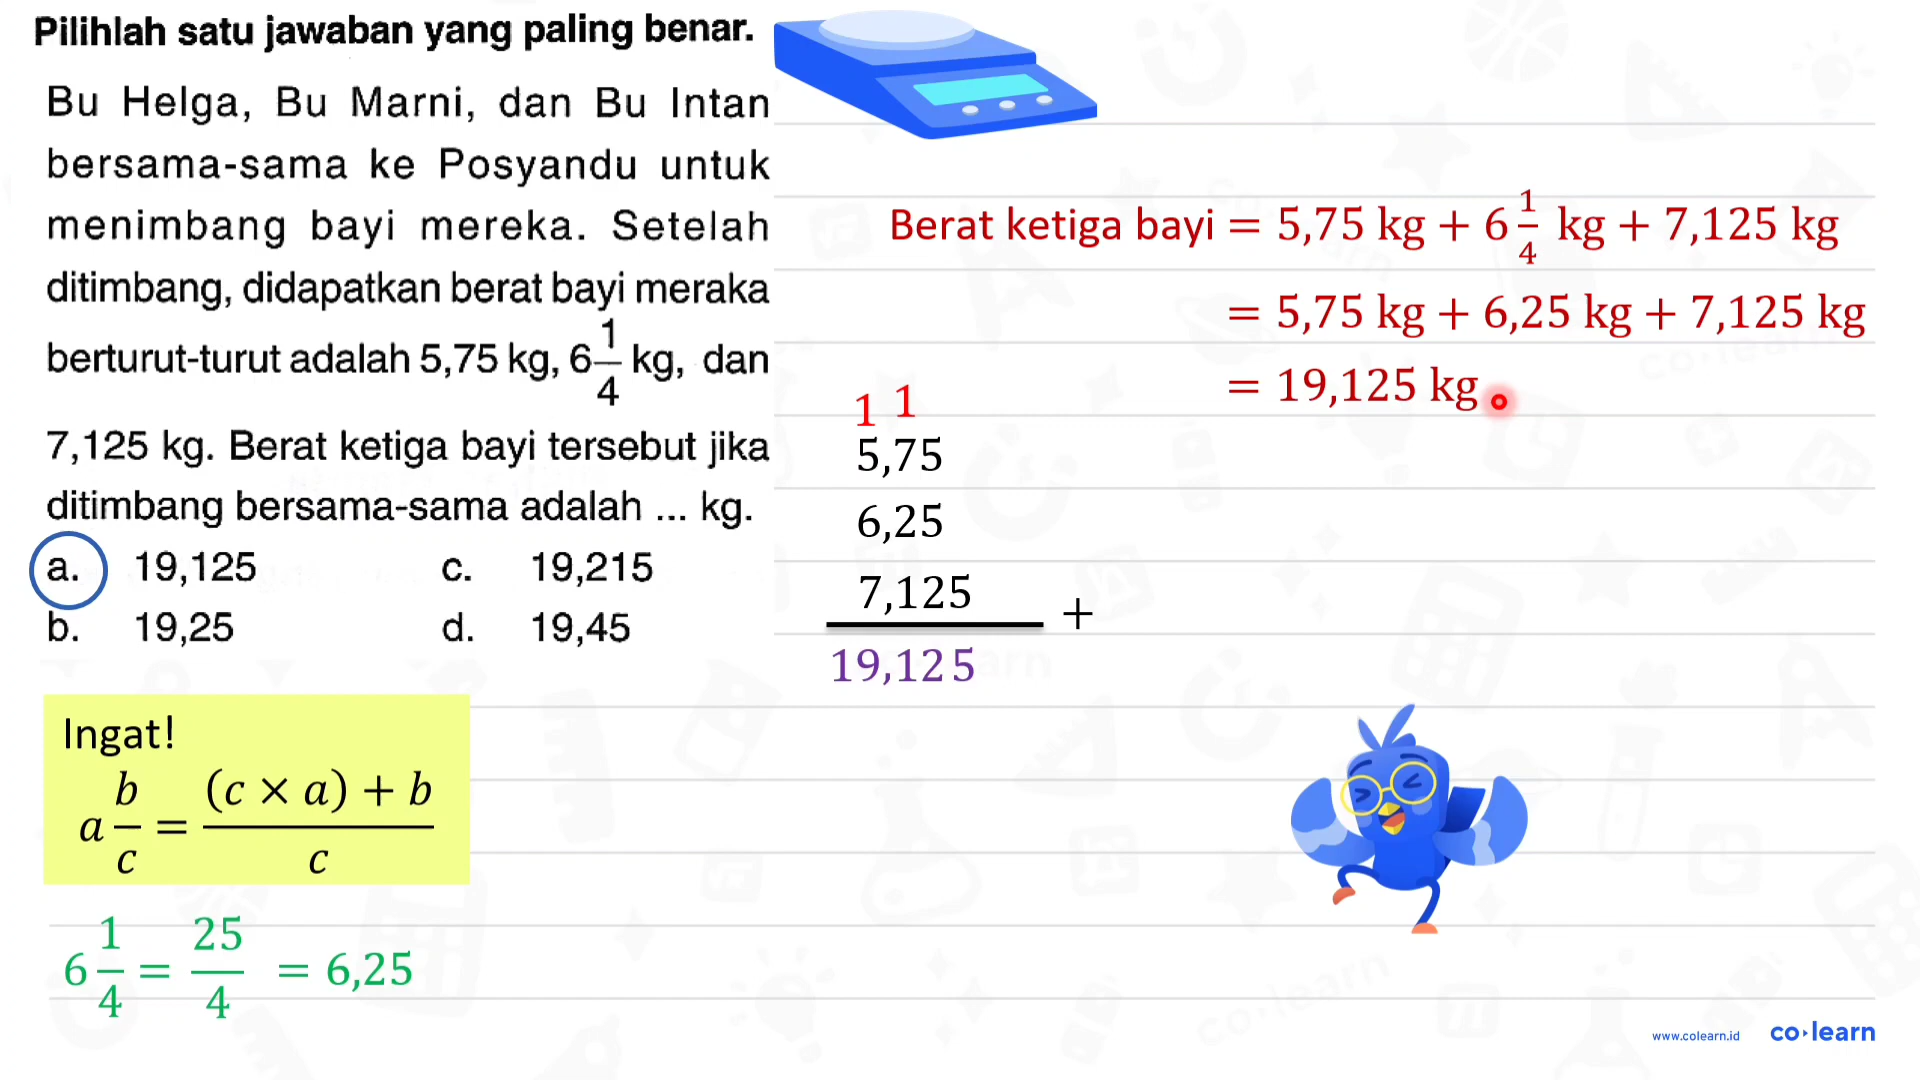 Pilihlah satu jawaban yang paling benar.
Bu Helga, Bu Marni, dan Bu Intan
bersama-sama ke Posyandu untuk
menimbang bayi mereka. Setelah
ditimbang, didapatkan berat bayi meraka
berturut-turut adalah 5,75 kg, 6 1/4 kg, dan
7,125 kg. Berat ketiga bayi tersebut jika
ditimbang bersama-sama adalah ... kg.
a. 19,125 c. 19,215
b. 19,25 d. 19,45
Ingat!
a b/c = ((c × a) + b)/c
6 1/4 = 25/4 = 6,25
Berat ketiga bayi = 5,75 kg + 6 1/4 kg + 7,125 kg
= 5,75 kg + 6,25 kg + 7,125 kg
= 19,125 kg
1 1
5,75
6,25
7,125 +
19,125
www.colearn.id co·learn